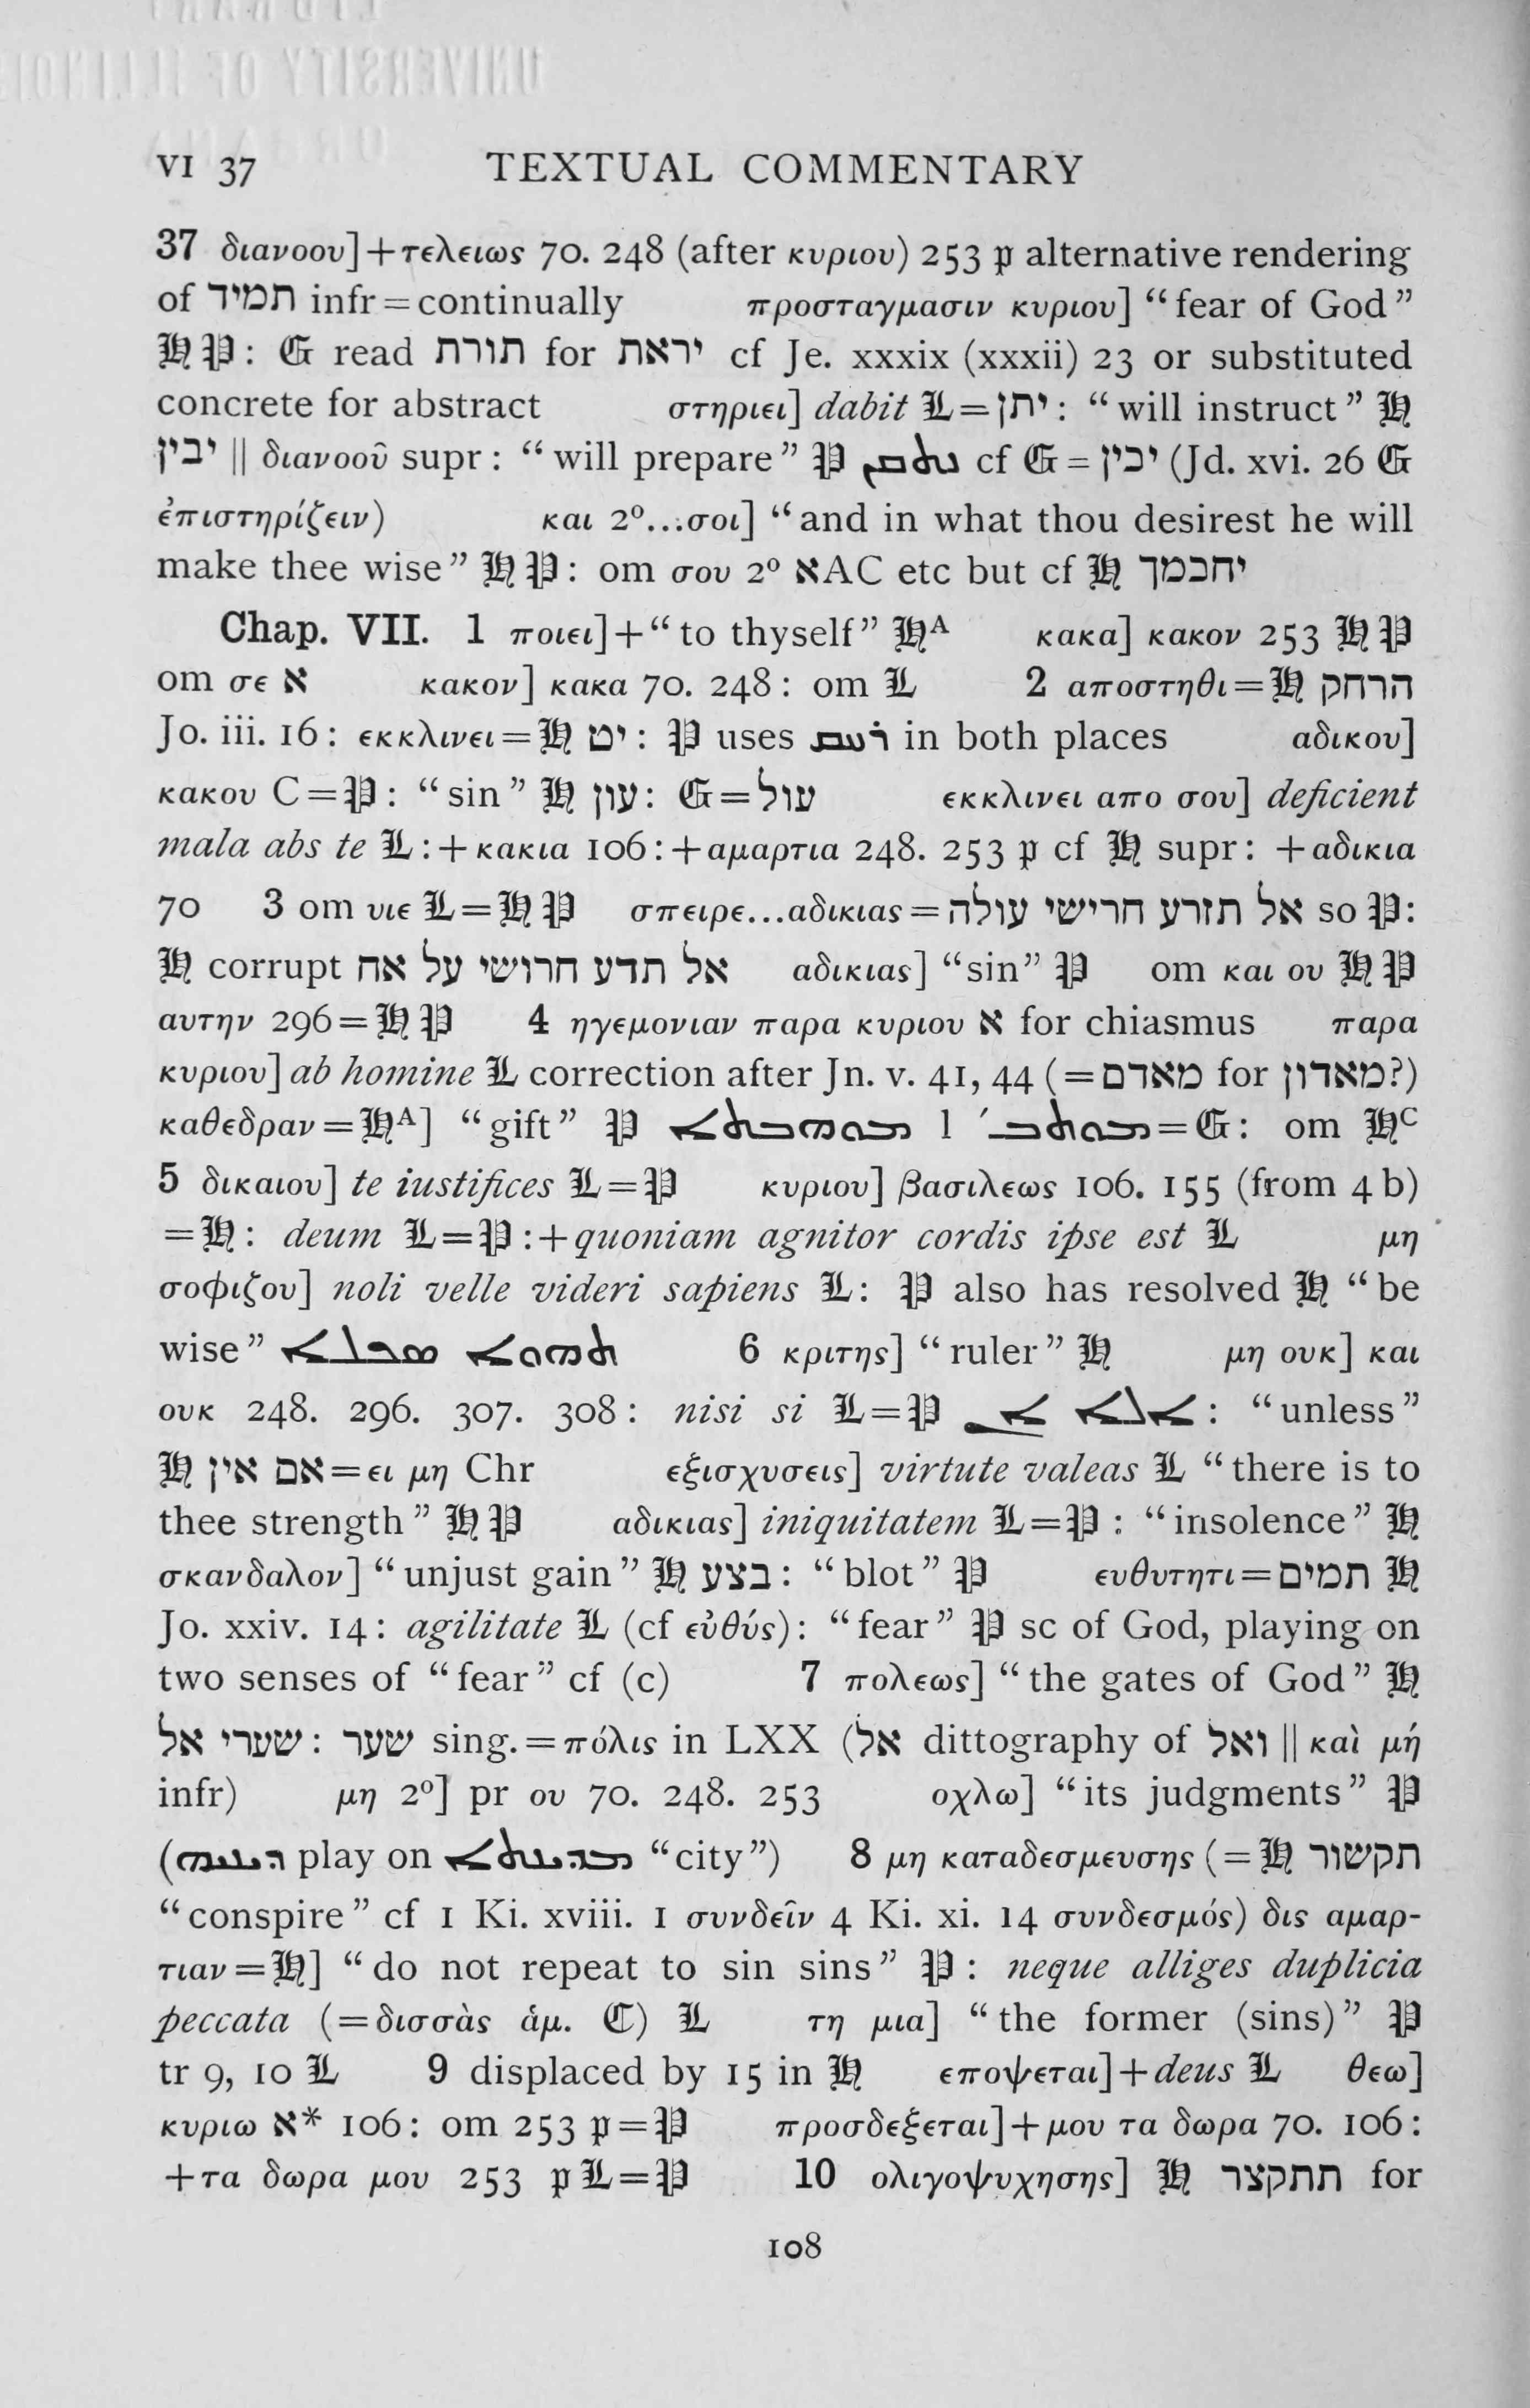 VI 37 TEXTUAL COMMENTARY
37 διανοου]+τελειως 70. 248 (after κυριου) 253 𝔭 alternative rendering
of תמיד infr = continually προσταγμασιν κυριου] “fear of God”
ℌ 𝔓 : 𝔊 read תורת for יראת cf Je. xxxix (xxxii) 23 or substituted
concrete for abstract στηριει] dabit 𝔏 = יתן : “will instruct” ℌ
יבין || διανοοῦ supr : “will prepare” 𝔓 ܢܬܩܢ cf 𝔊 = יכין (Jd. xvi. 26 𝔊
ἐπιστηρίζειν) και 2⁰...σοι] “and in what thou desirest he will
make thee wise” ℌ 𝔓 : om σου 2⁰ אAC etc but cf ℌ יחכמך
Chap. VII. 1 ποιει]+“to thyself” ℌᴬ κακα] κακον 253 ℌ 𝔓
om σε א κακον] κακα 70. 248 : om 𝔏 2 αποστηθι = ℌ הרחק
Jo. iii. 16 : εκκλινει = ℌ יט : 𝔓 uses ܪܚܩ in both places αδικου]
κακου C = 𝔓 : “sin” ℌ עון : 𝔊 = עול εκκλινει απο σου] deficient
mala abs te 𝔏 : + κακια 106 : + αμαρτια 248. 253 𝔭 cf ℌ supr : + αδικια
70 3 om υιε 𝔏 = ℌ 𝔓 σπειρε...αδικιας = אל תזרע חרישי עולה so 𝔓 :
ℌ corrupt אל תדע חרושי על אח αδικιας] “sin” 𝔓 om και ου ℌ 𝔓
αυτην 296 = ℌ 𝔓 4 ηγεμονιαν παρα κυριου א for chiasmus παρα
κυριου] ab homine 𝔏 correction after Jn. v. 41, 44 (= מאדם for מאדון?)
καθεδραν = ℌᴬ] “gift” 𝔓 ܡܘܗܒܬܐ l ´ܡܘܬܒ = 𝔊 : om ℌᶜ
5 δικαιου] te iustifices 𝔏 = 𝔓 κυριου] βασιλεως 106. 155 (from 4 b)
= ℌ : deum 𝔏 = 𝔓 : + quoniam agnitor cordis ipse est 𝔏 μη
σοφιζου] noli velle videri sapiens 𝔏 : 𝔓 also has resolved ℌ “be
wise” ܬܗܘܐ ܣܟܠܐ 6 κριτης] “ruler” ℌ μη ουκ] και
ουκ 248. 296. 307. 308 : nisi si 𝔏 = 𝔓 ܐܠܐ ܐܢ : “unless”
ℌ אם אין = ει μη Chr εξισχυσεις] virtute valeas 𝔏 “there is to
thee strength” ℌ 𝔓 αδικιας] iniquitatem 𝔏 = 𝔓 : “insolence” ℌ
σκανδαλον] “unjust gain” ℌ בצע : “blot” 𝔓 ευθυτητι = תמים ℌ
Jo. xxiv. 14 : agilitate 𝔏 (cf εὐθύς) : “fear” 𝔓 sc of God, playing on
two senses of “fear” cf (c) 7 πολεως] “the gates of God” ℌ
שערי אל : שער sing. = πόλις in LXX (אל dittography of ואל || καὶ μή
infr) μη 2⁰] pr ου 70. 248. 253 οχλω] “its judgments” 𝔓
(ܕܝܢܝܗ play on ܡܕܝܢܬܐ “city”) 8 μη καταδεσμευσης (= ℌ תקשור
“conspire” cf 1 Ki. xviii. 1 συνδεῖν 4 Ki. xi. 14 συνδεσμός) δις αμαρ-
τιαν = ℌ] “do not repeat to sin sins” 𝔓 : neque alliges duplicia
peccata (= δισσὰς ἁμ. ℭ) 𝔏 τη μια] “the former (sins)” 𝔓
tr 9, 10 𝔏 9 displaced by 15 in ℌ εποψεται]+deus 𝔏 θεω]
κυριω א* 106 : om 253 𝔭 = 𝔓 προσδεξεται]+μου τα δωρα 70. 106 :
+τα δωρα μου 253 𝔭 𝔏 = 𝔓 10 ολιγοψυχησης] ℌ תתקצר for
108